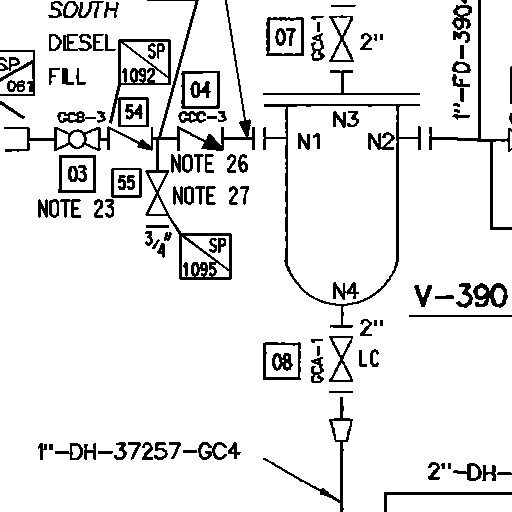 SOUTH
DIESEL
FILL
SP
061
SP
1092
54
04
GCB-3
CCC-3
03
55
NOTE 26
NOTE 27
NOTE 23
3/4"
SP
1095
07
GCA-1
2"
N3
N1
N2
N4
1"-FO-390
V-390
2"
08
GCA-1
LC
1"-DH-37257-GC4
2"-DH-